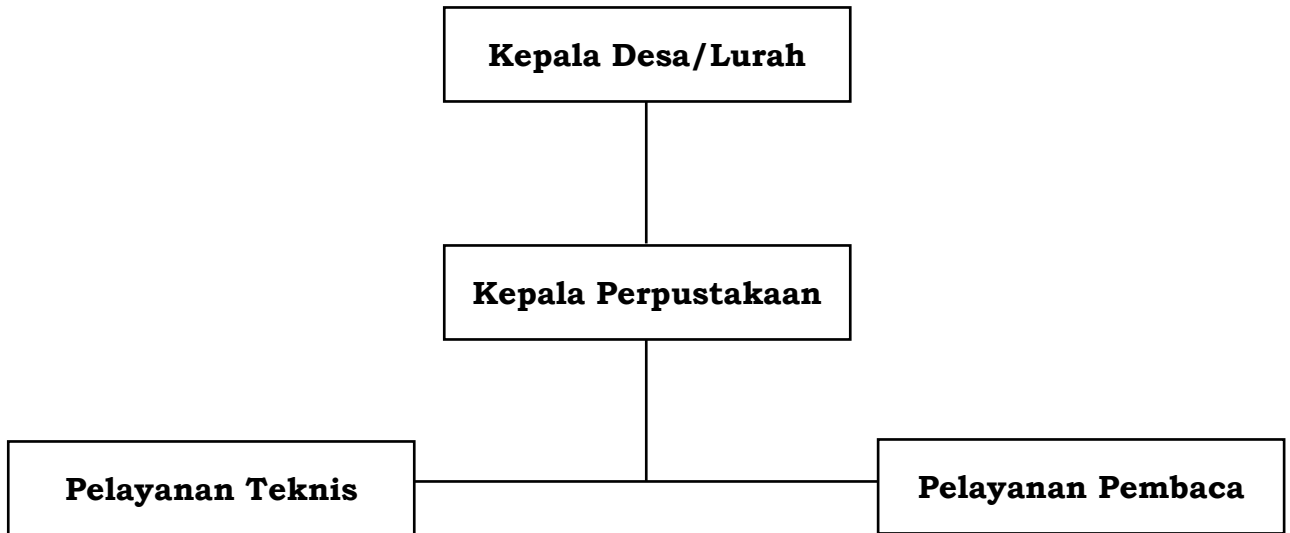 Kepala Desa/Lurah
Kepala Perpustakaan
Pelayanan Teknis
Pelayanan Pembaca